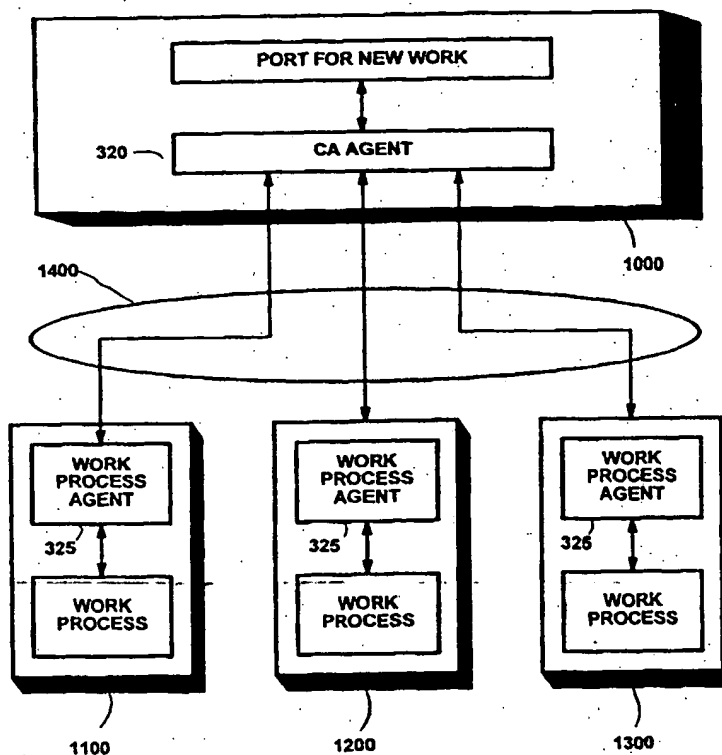 PORT FOR NEW WORK
320
CA AGENT
1000
1400
WORK
PROCESS
AGENT
325
WORK
PROCESS
1100
WORK
PROCESS AGENT
325
WORK
PROCESS
1200
WORK
PROCESS
AGENT
325
WORK
PROCESS
1300